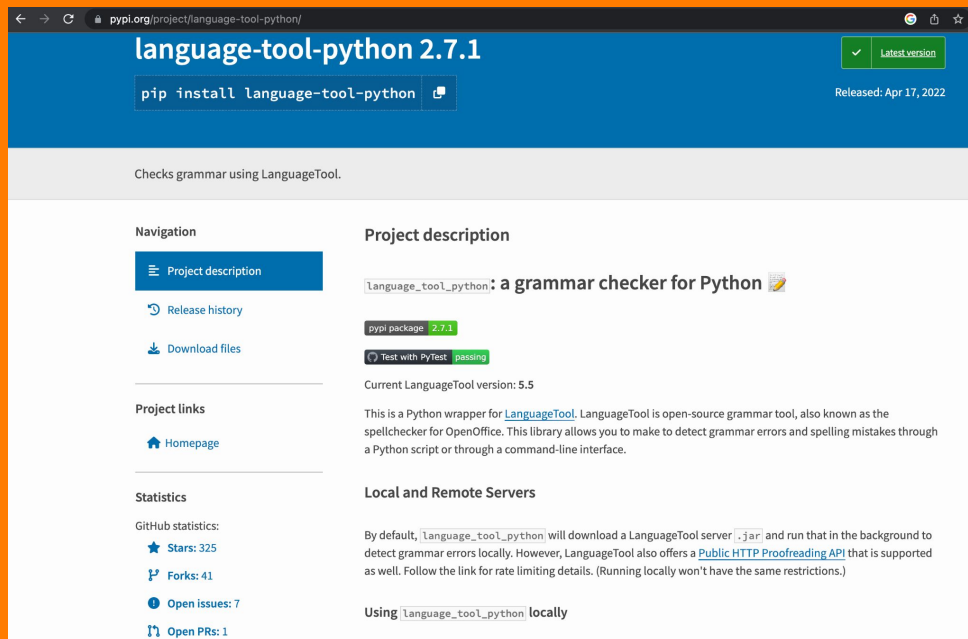 pypi.org/project/language-tool-python/
language-tool-python 2.7.1
Latest version
pip install language-tool-python
Released: Apr 17, 2022
Checks grammar using LanguageTool.
Navigation
Project description
Release history
Download files
Project links
Homepage
Statistics
GitHub statistics:
Stars: 325
Forks: 41
Open issues: 7
Open PRs: 1
Project description
language_tool_python: a grammar checker for Python 📝
pypi package 2.7.1
Test with PyTest passing
Current LanguageTool version: 5.5
This is a Python wrapper for LanguageTool. LanguageTool is open-source grammar tool, also known as the
spellchecker for OpenOffice. This library allows you to make to detect grammar errors and spelling mistakes through
a Python script or through a command-line interface.
Local and Remote Servers
By default, language_tool_python will download a LanguageTool server .jar and run that in the background to
detect grammar errors locally. However, LanguageTool also offers a Public HTTP Proofreading API that is supported
as well. Follow the link for rate limiting details. (Running locally won't have the same restrictions.)
Using language_tool_python locally